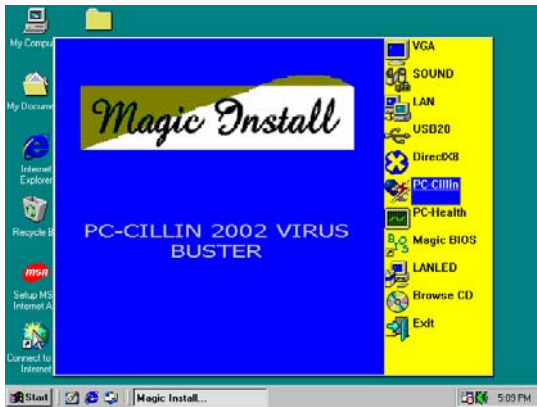 My Compu
My Docume
Internet
Explorer
Recycle B
msn
Setup MS
Internet A
Connect to
Internet
Magic Install
PC-CILLIN 2002 VIRUS
BUSTER
VGA
SOUND
LAN
USB20
DirectX8
PC-Cillin
PC-Health
Magic BIOS
LANLED
Browse CD
Exit
Start
Magic Install...
5:09 PM